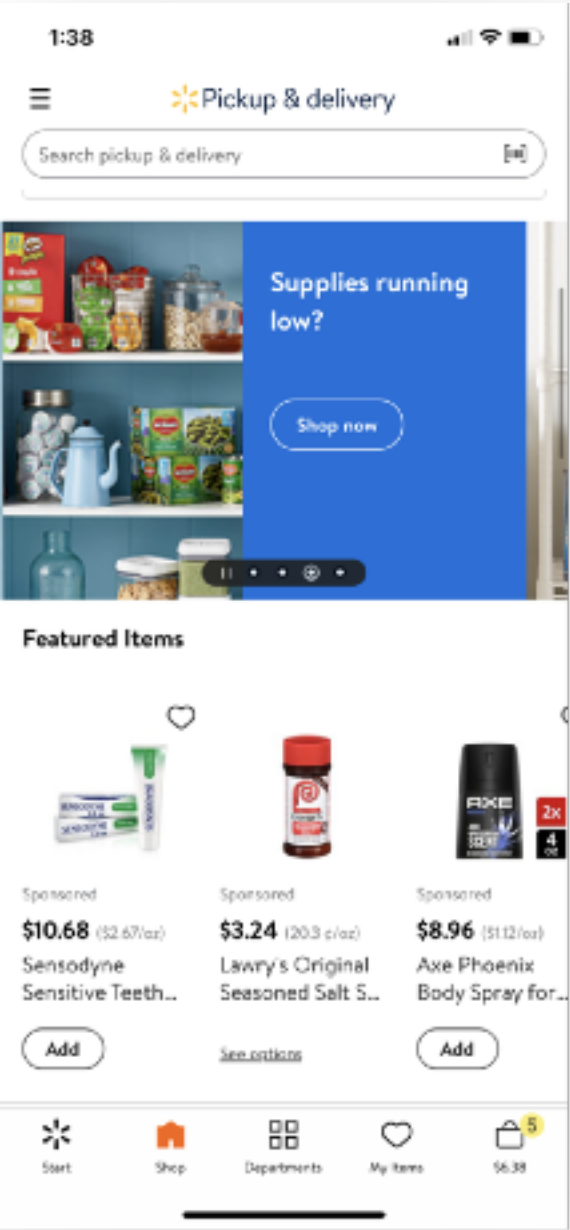 1:38
Pickup & delivery
Search pickup & delivery
Supplies running
low?
Shop now
Featured Items
SENSODYNE
SENSODYNE
AXE
2x
4
oz
Sponsored
Sponsored
Sponsored
$10.68 ($2.67/oz)
$3.24 (20.3 ¢/oz)
$8.96 ($1.12/oz)
Sensodyne
Sensitive Teeth...
Lawry's Original
Seasoned Salt S...
Axe Phoenix
Body Spray for...
Add
See options
Add
5
Start
Shop
Departments
My Items
$6.38